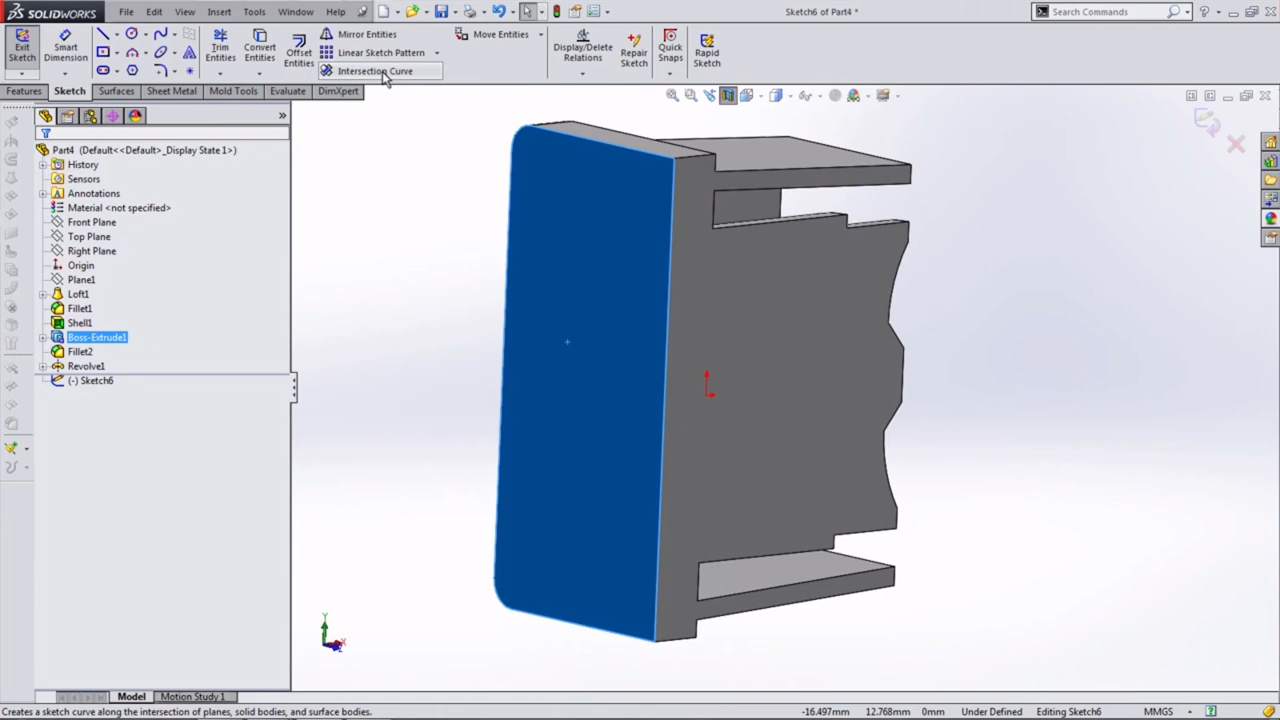 SOLIDWORKS
File
Edit
View
Insert
Tools
Window
Help
Sketch6 of Part4 *
Search Commands
Exit Sketch
Smart Dimension
Trim Entities
Convert Entities
Offset Entities
Mirror Entities
Linear Sketch Pattern
Intersection Curve
Move Entities
Display/Delete Relations
Repair Sketch
Quick Snaps
Rapid Sketch
Features
Sketch
Surfaces
Sheet Metal
Mold Tools
Evaluate
DimXpert
Part4 (Default<<Default>_Display State 1>)
History
Sensors
Annotations
Material <not specified>
Front Plane
Top Plane
Right Plane
Origin
Plane1
Loft1
Fillet1
Shell1
Boss-Extrude1
Fillet2
Revolve1
(-) Sketch6
Y
X
Z
Model
Motion Study 1
Creates a sketch curve along the intersection of planes, solid bodies, and surface bodies.
-16.497mm
12.768mm
0mm
Under Defined
Editing Sketch6
MMGS